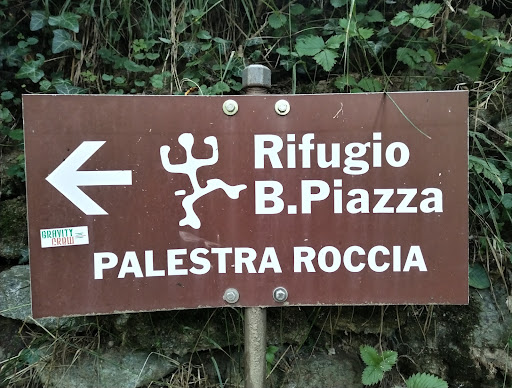 Rifugio
B.Piazza
GRAVITY
CREW
PALESTRA ROCCIA